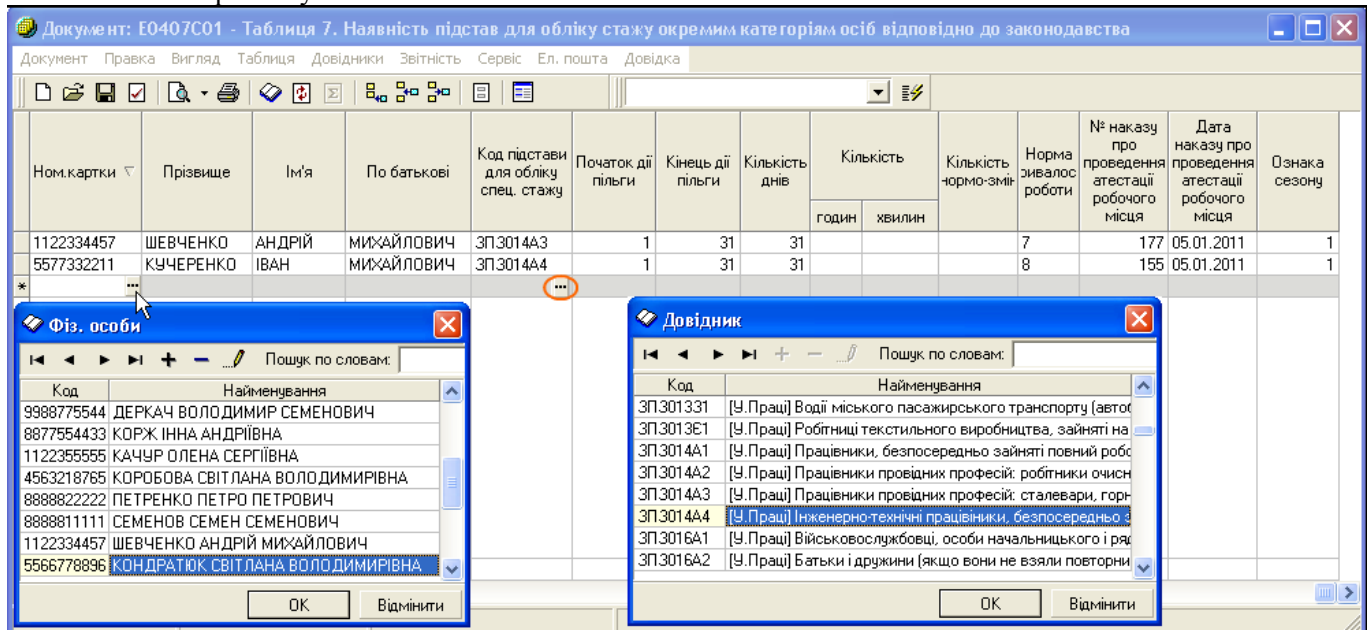 Документ: E0407C01 - Таблиця 7. Наявність підстав для обліку стажу окремим категоріям осіб відповідно до законодавства
Документ Правка Вигляд Таблиця Довідники Звітність Сервіс Ел. пошта Довідка
Ном.картки Прізвище Ім'я По батькові Код підстави для обліку спец. стажу Початок дії пільги Кінець дії пільги Кількість днів Кількість годин хвилин Кількість нормо-змін Норма ривалос роботи № наказу про проведення атестації робочого місця Дата наказу про проведення атестації робочого місця Ознака сезону
1122334457 ШЕВЧЕНКО АНДРІЙ МИХАЙЛОВИЧ ЗП3014А3 1 31 31 7 177 05.01.2011 1
5577332211 КУЧЕРЕНКО ІВАН МИХАЙЛОВИЧ ЗП3014А4 1 31 31 8 155 05.01.2011 1
Фіз. особи
Пошук по словам:
Код Найменування
9988775544 ДЕРКАЧ ВОЛОДИМИР СЕМЕНОВИЧ
8877554433 КОРЖ ІННА АНДРІЇВНА
1122355555 КАЧУР ОЛЕНА СЕРГІЇВНА
4563218765 КОРОБОВА СВІТЛАНА ВОЛОДИМИРІВНА
8888822222 ПЕТРЕНКО ПЕТРО ПЕТРОВИЧ
8888811111 СЕМЕНОВ СЕМЕН СЕМЕНОВИЧ
1122334457 ШЕВЧЕНКО АНДРІЙ МИХАЙЛОВИЧ
5566778896 КОНДРАТЮК СВІТЛАНА ВОЛОДИМИРІВНА
OK Відмінити
Довідник
Пошук по словам:
Код Найменування
ЗП3013З1 [У.Праці] Водії міського пасажирського транспорту (автоб
ЗП3013Є1 [У.Праці] Робітниці текстильного виробництва, зайняті на
ЗП3014А1 [У.Праці] Працівники, безпосередньо зайняті повний робо
ЗП3014А2 [У.Праці] Працівники провідних професій: робітники очисн
ЗП3014А3 [У.Праці] Працівники провідних професій: сталевари, горн
ЗП3014А4 [У.Праці] Інженерно-технічні працівіники, безпосередньо з
ЗП3016А1 [У.Праці] Військовослужбовці, особи начальницького і ряд
ЗП3016А2 [У.Праці] Батьки і дружини (якщо вони не взяли повторни
OK Відмінити